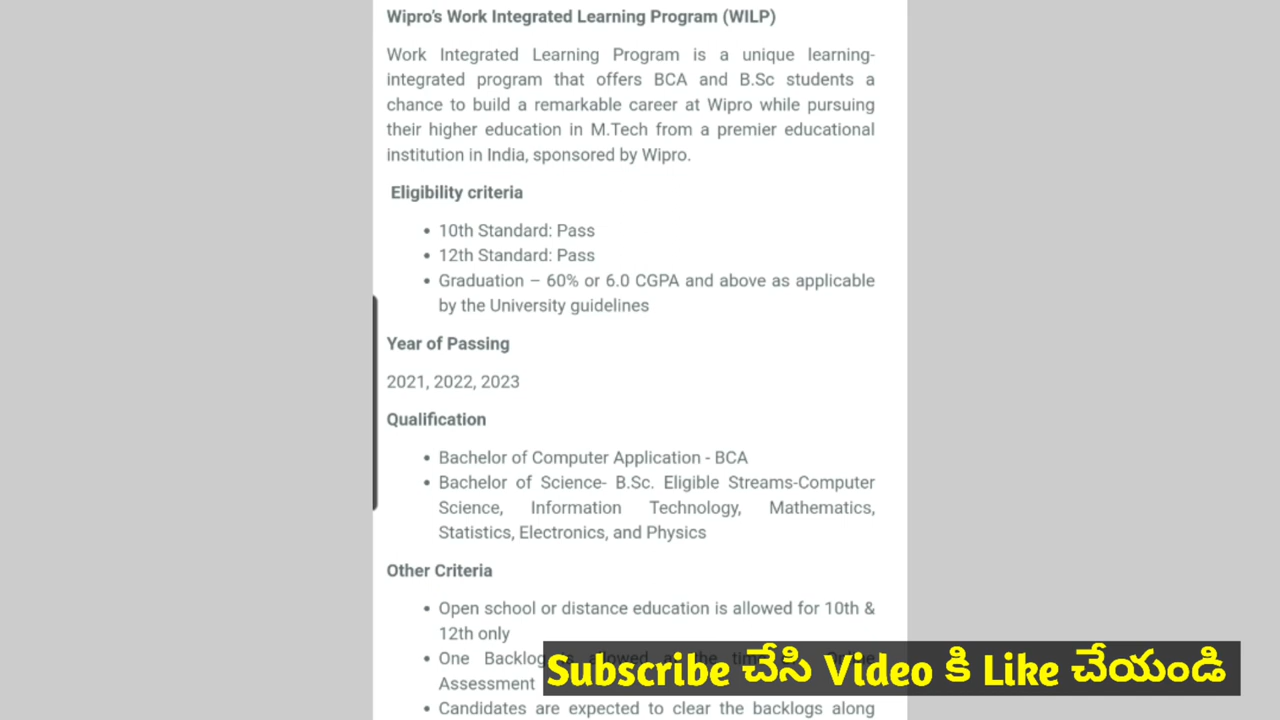 Wipro’s Work Integrated Learning Program (WILP)
Work Integrated Learning Program is a unique learning-
integrated program that offers BCA and B.Sc students a
chance to build a remarkable career at Wipro while pursuing
their higher education in M.Tech from a premier educational
institution in India, sponsored by Wipro.
Eligibility criteria
• 10th Standard: Pass
• 12th Standard: Pass
• Graduation – 60% or 6.0 CGPA and above as applicable
by the University guidelines
Year of Passing
2021, 2022, 2023
Qualification
• Bachelor of Computer Application - BCA
• Bachelor of Science- B.Sc. Eligible Streams-Computer
Science, Information Technology, Mathematics,
Statistics, Electronics, and Physics
Other Criteria
• Open school or distance education is allowed for 10th &
12th only
• One Backlog is allowed at the time
Assessment
Subscribe చేసి Video కి Like చేయండి
• Candidates are expected to clear the backlogs along